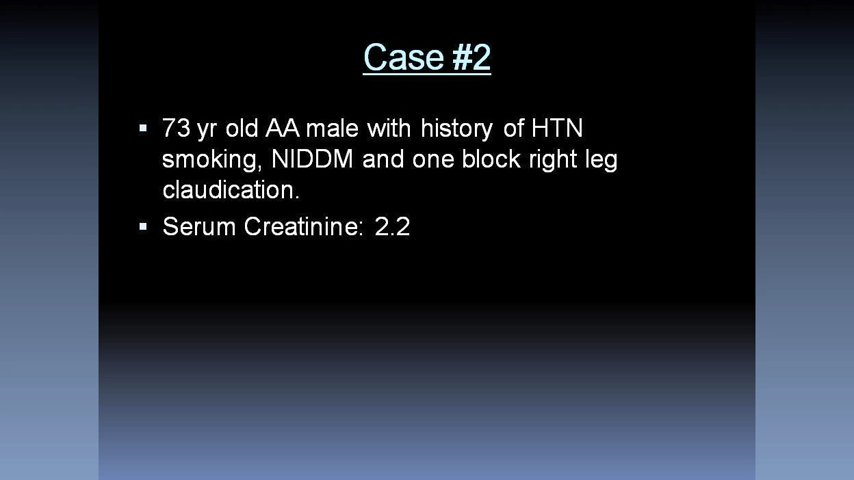 Case #2
▪ 73 yr old AA male with history of HTN
smoking, NIDDM and one block right leg
claudication.
▪ Serum Creatinine: 2.2